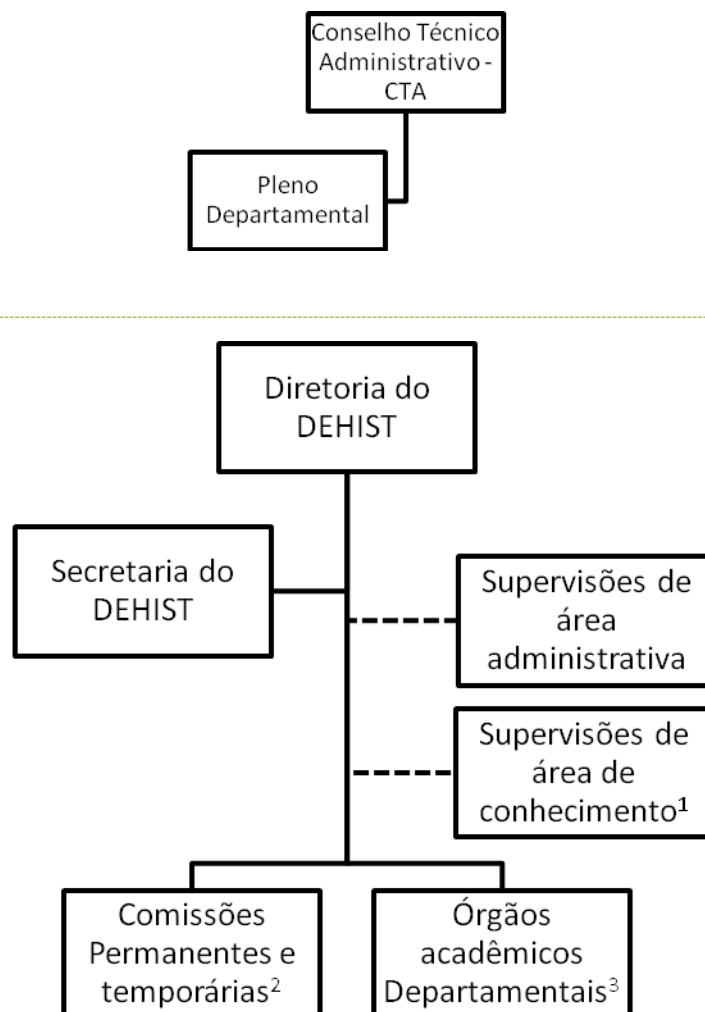 Conselho Técnico
Administrativo -
CTA
Pleno
Departamental
Diretoria do
DEHIST
Secretaria do
DEHIST
Supervisões de
área
administrativa
Supervisões de
área de
conhecimento¹
Comissões
Permanentes e
temporárias²
Órgãos
acadêmicos
Departamentais³